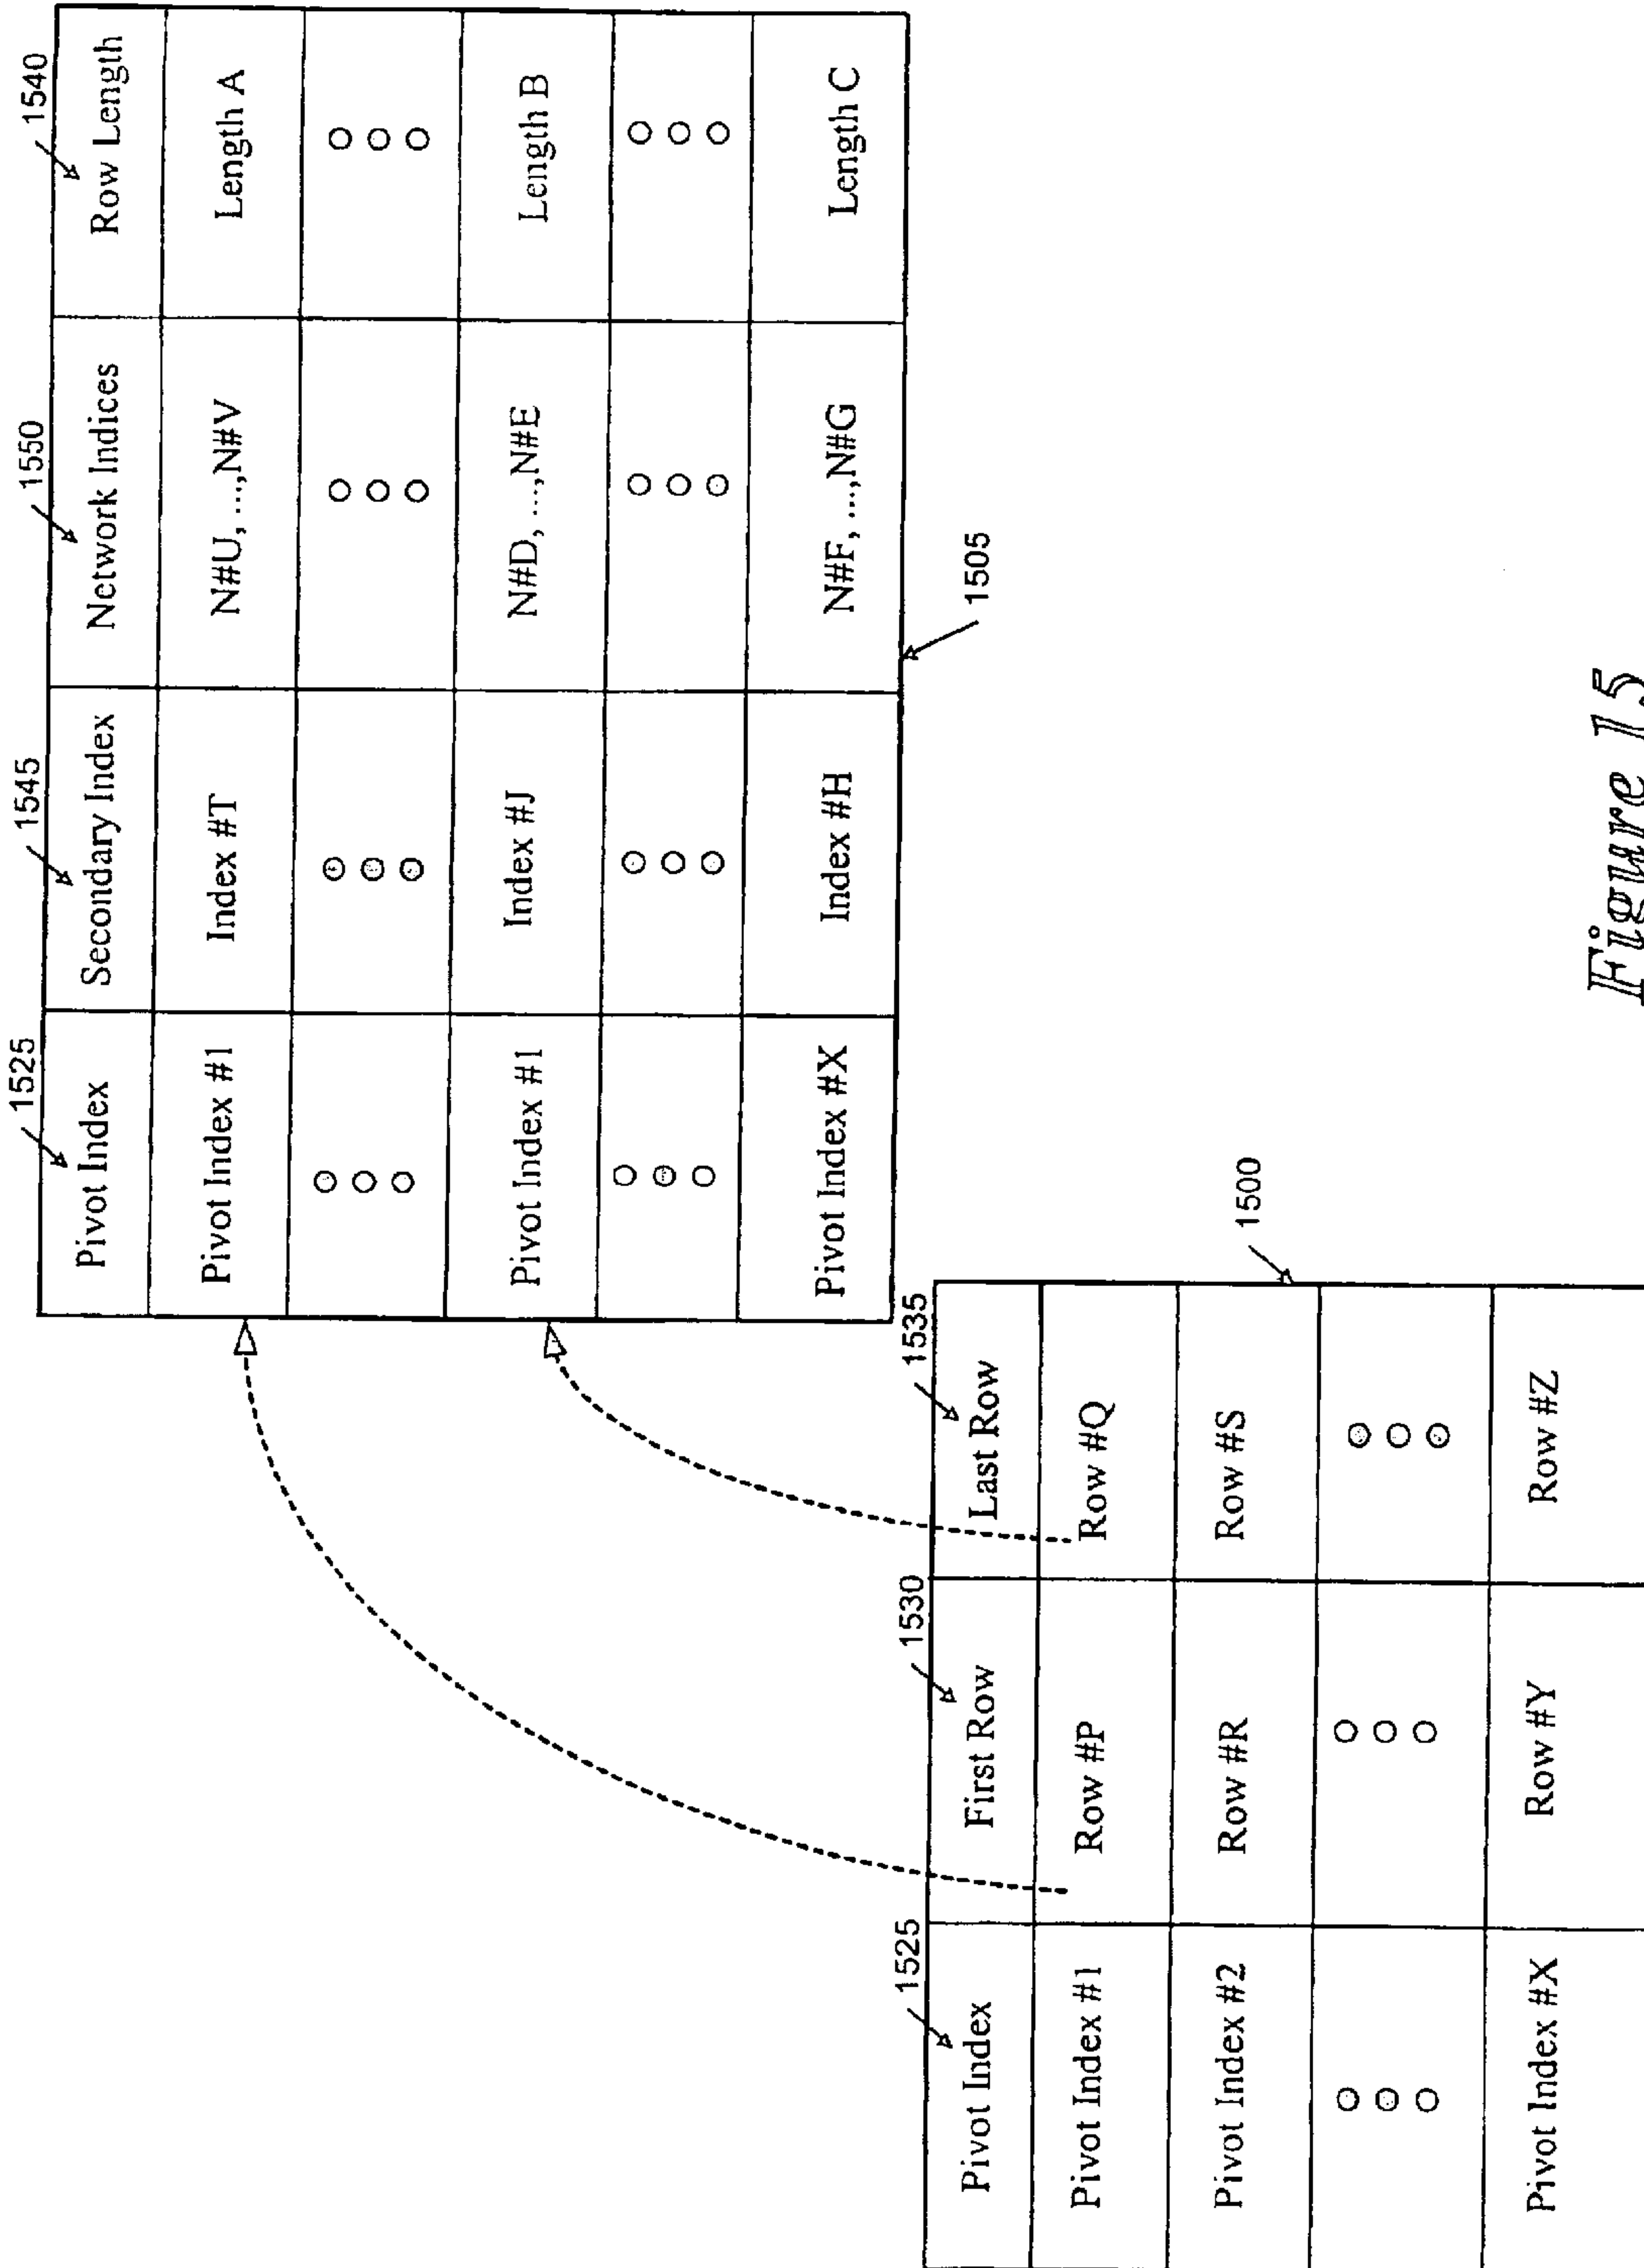 1525
1545
1550
1540
Pivot Index Secondary Index Network Indices Row Length
Pivot Index #1 Index #T N#U, ...,N#V Length A
Pivot Index #1 Index #J N#D, ...,N#E Length B
Pivot Index #X Index #H N#F, ...,N#G Length C
1505
1525
1530
1535
Pivot Index First Row Last Row
Pivot Index #1 Row #P Row #Q
Pivot Index #2 Row #R Row #S
1500
Pivot Index #X Row #Y Row #Z
Figure 15